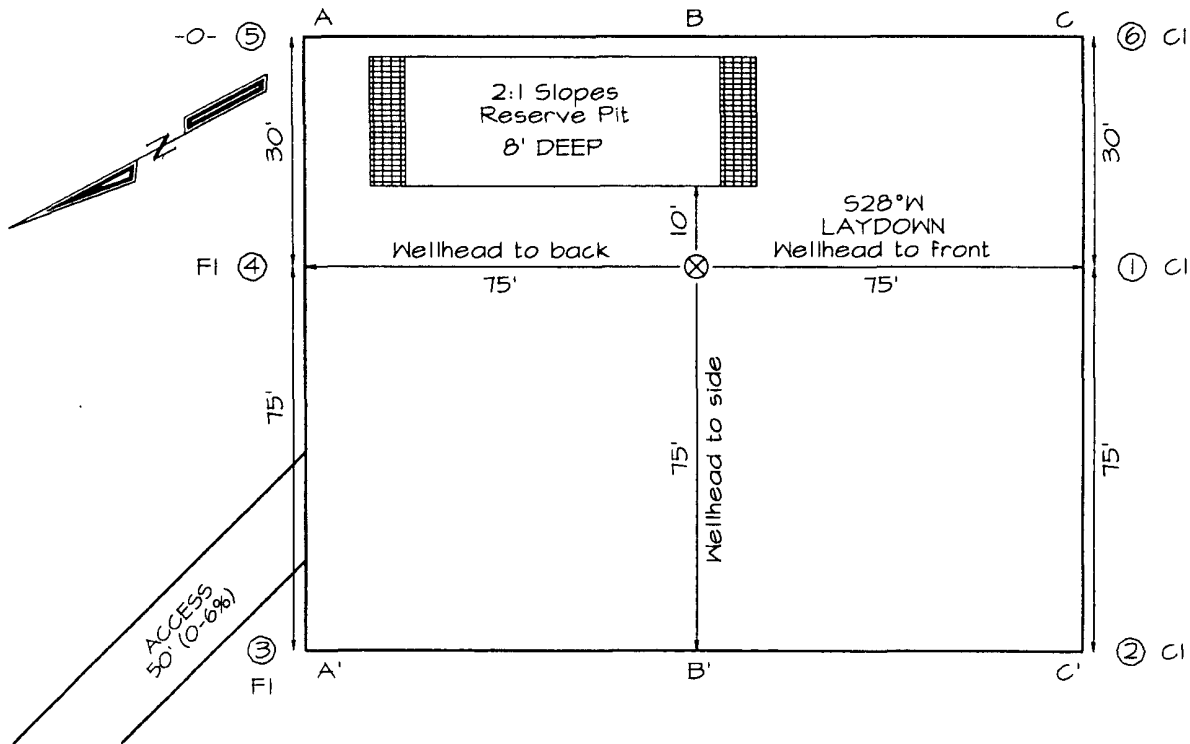 A B C
-O- ⑤ ⑥ C1
2:1 Slopes
Reserve Pit
8' DEEP
30' 30'
N
S28°W
LAYDOWN
10'
Wellhead to back Wellhead to front
F1 ④ ① C1
75' 75'
75' 75' 75'
Wellhead to side
ACCESS
50' (0-6%)
③ ② C1
F1
A' B' C'